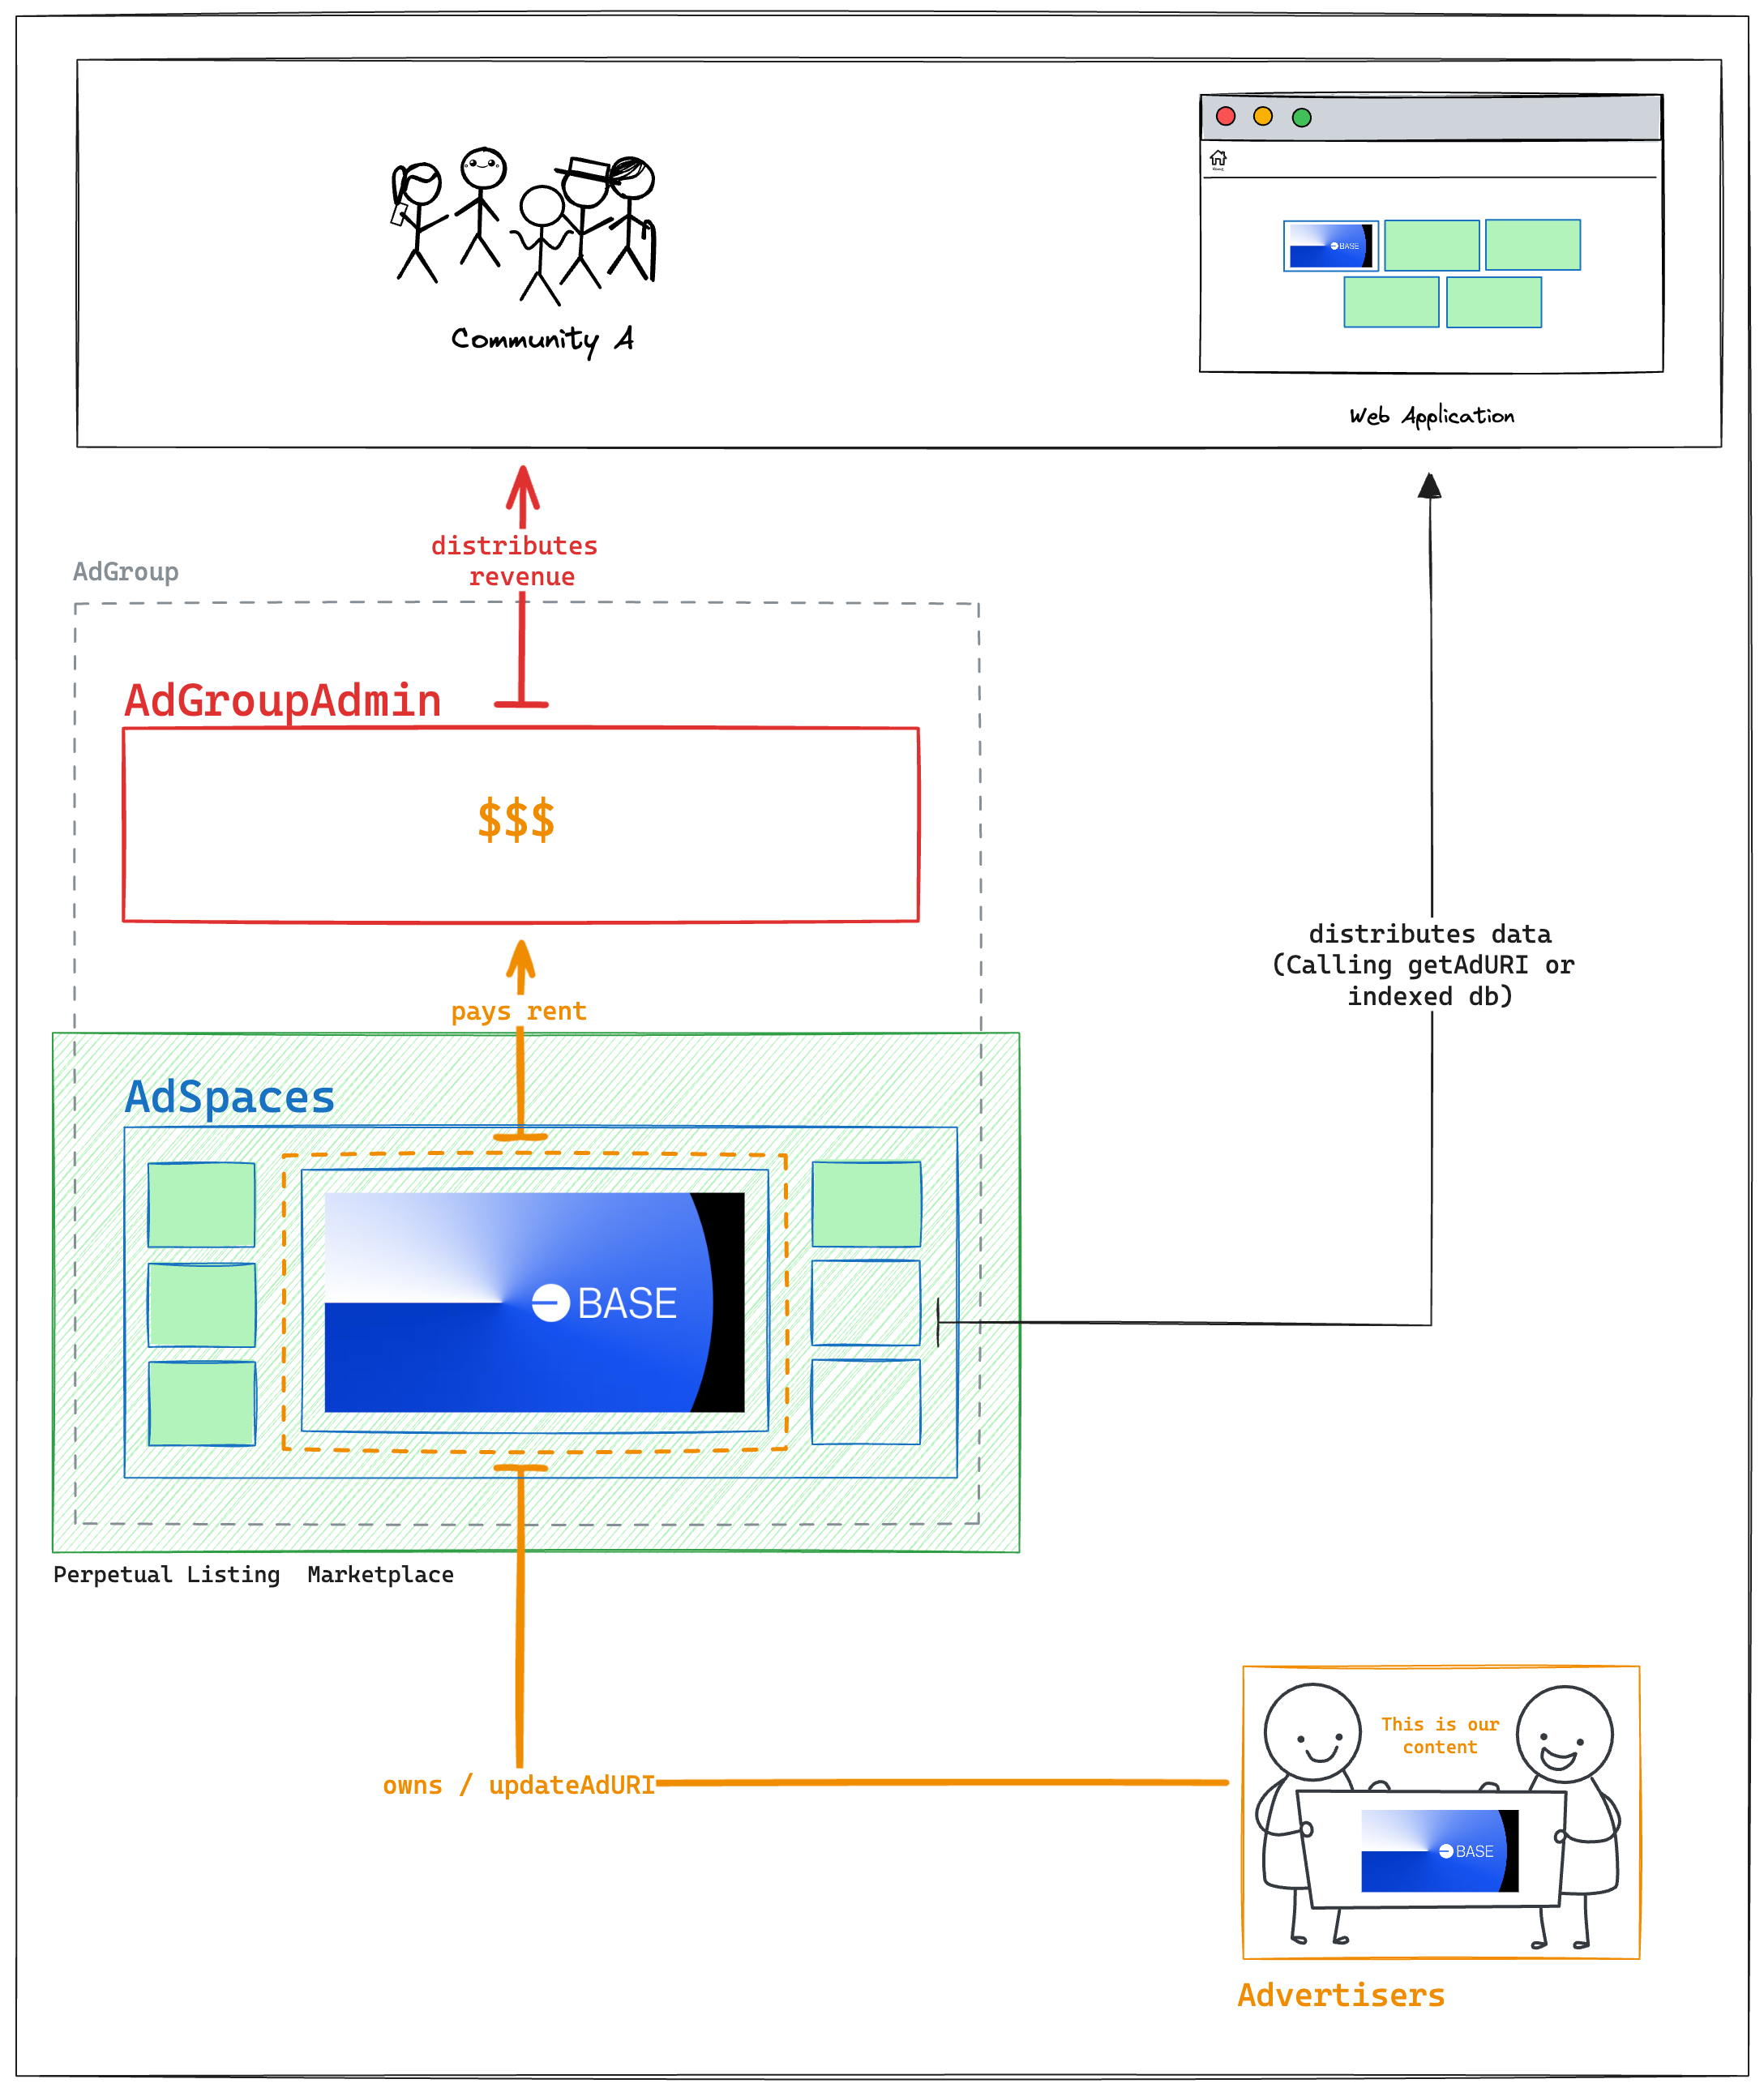 BASE
Community A
Web Application
distributes
revenue
AdGroup
AdGroupAdmin
$$$
distributes data
(Calling getAdURI or
indexed db)
pays rent
AdSpaces
BASE
Perpetual Listing  Marketplace
This is our
content
owns / updateAdURI
BASE
Advertisers